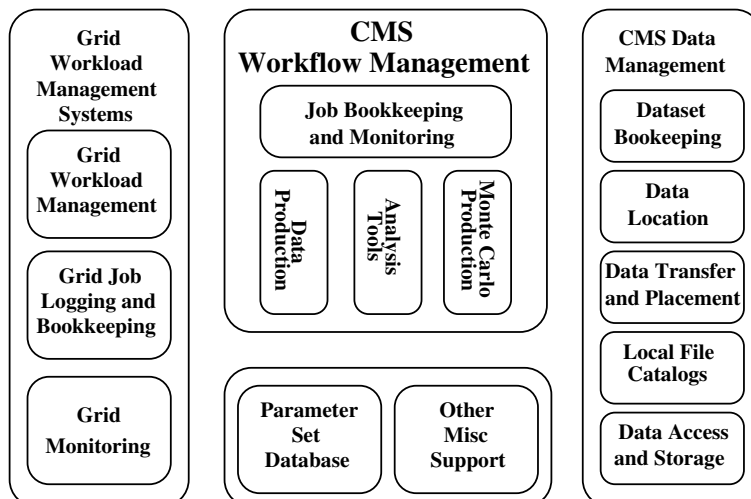 Grid
Workload
Management
Systems
Grid
Workload
Management
Grid Job
Logging and
Bookkeeping
Grid
Monitoring
CMS
Workflow Management
Job Bookkeeping
and Monitoring
Data
Production
Analysis
Tools
Monte Carlo
Production
Parameter
Set
Database
Other
Misc
Support
CMS Data
Management
Dataset
Bookeeping
Data
Location
Data Transfer
and Placement
Local File
Catalogs
Data Access
and Storage